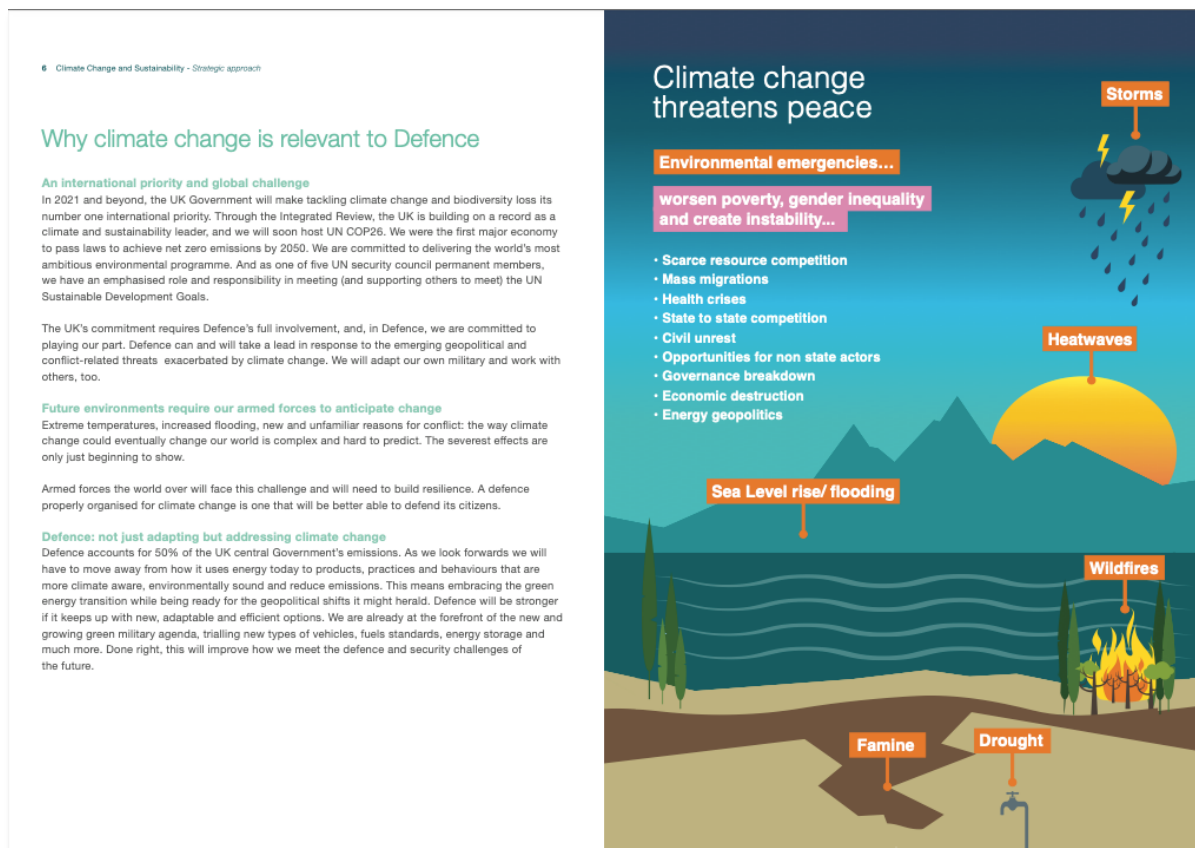 6 Climate Change and Sustainability - Strategic approach
Why climate change is relevant to Defence
An international priority and global challenge
In 2021 and beyond, the UK Government will make tackling climate change and biodiversity loss its
number one international priority. Through the Integrated Review, the UK is building on a record as a
climate and sustainability leader, and we will soon host UN COP26. We were the first major economy
to pass laws to achieve net zero emissions by 2050. We are committed to delivering the world's most
ambitious environmental programme. And as one of five UN security council permanent members,
we have an emphasised role and responsibility in meeting (and supporting others to meet) the UN
Sustainable Development Goals.
The UK's commitment requires Defence's full involvement, and, in Defence, we are committed to
playing our part. Defence can and will take a lead in response to the emerging geopolitical and
conflict-related threats exacerbated by climate change. We will adapt our own military and work with
others, too.
Future environments require our armed forces to anticipate change
Extreme temperatures, increased flooding, new and unfamiliar reasons for conflict: the way climate
change could eventually change our world is complex and hard to predict. The severest effects are
only just beginning to show.
Armed forces the world over will face this challenge and will need to build resilience. A defence
properly organised for climate change is one that will be better able to defend its citizens.
Defence: not just adapting but addressing climate change
Defence accounts for 50% of the UK central Government's emissions. As we look forwards we will
have to move away from how it uses energy today to products, practices and behaviours that are
more climate aware, environmentally sound and reduce emissions. This means embracing the green
energy transition while being ready for the geopolitical shifts it might herald. Defence will be stronger
if it keeps up with new, adaptable and efficient options. We are already at the forefront of the new and
growing green military agenda, trialling new types of vehicles, fuels standards, energy storage and
much more. Done right, this will improve how we meet the defence and security challenges of
the future.
Climate change
threatens peace
Environmental emergencies...
worsen poverty, gender inequality
and create instability...
• Scarce resource competition
• Mass migrations
• Health crises
• State to state competition
• Civil unrest
• Opportunities for non state actors
• Governance breakdown
• Economic destruction
• Energy geopolitics
Storms
Heatwaves
Sea Level rise/ flooding
Wildfires
Famine
Drought